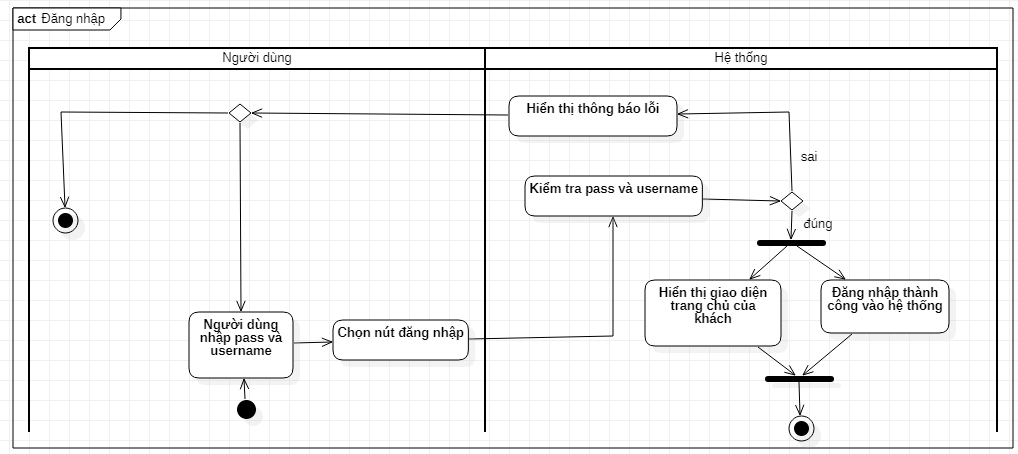 act Đăng nhập
Người dùng
Hệ thống
Hiển thị thông báo lỗi
sai
Kiểm tra pass và username
đúng
Hiển thị giao diện
trang chủ của
khách
Đăng nhập thành
công vào hệ thống
Người dùng
nhập pass và
username
Chọn nút đăng nhập